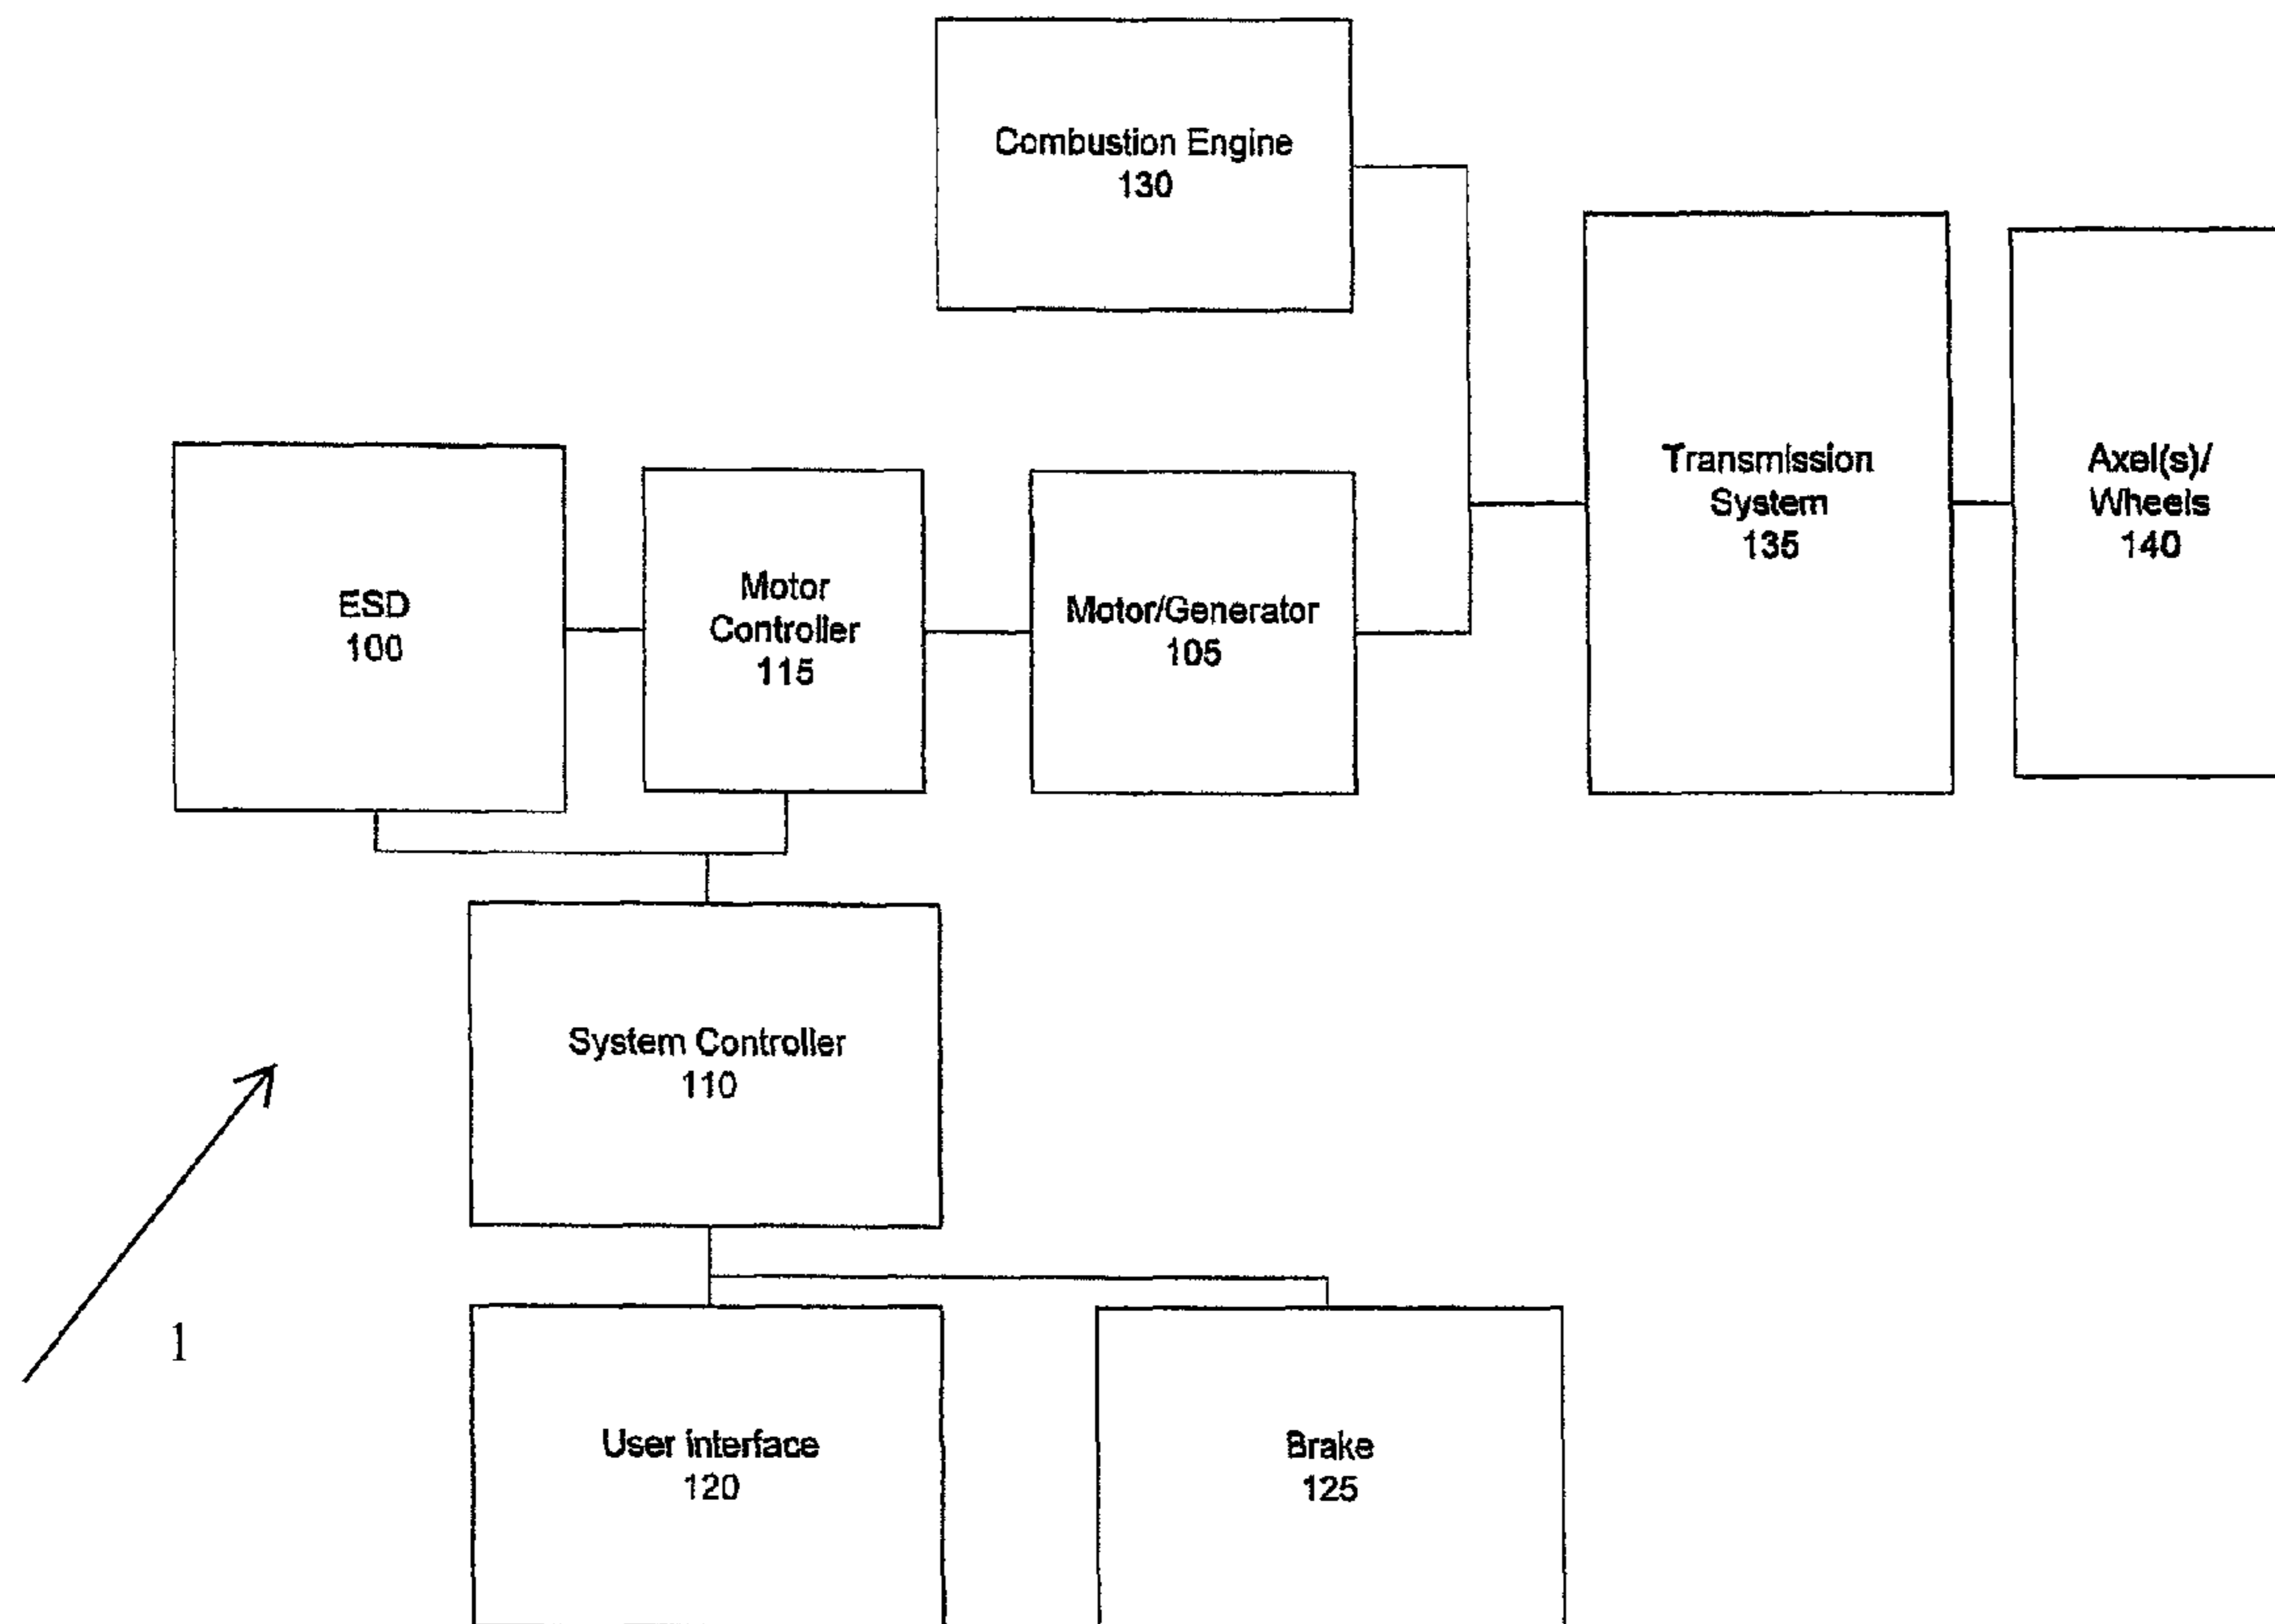 Combustion Engine
130
Transmission
System
135
Axel(s)/
Wheels
140
ESD
100
Motor
Controller
115
Motor/Generator
105
System Controller
110
1
User interface
120
Brake
125